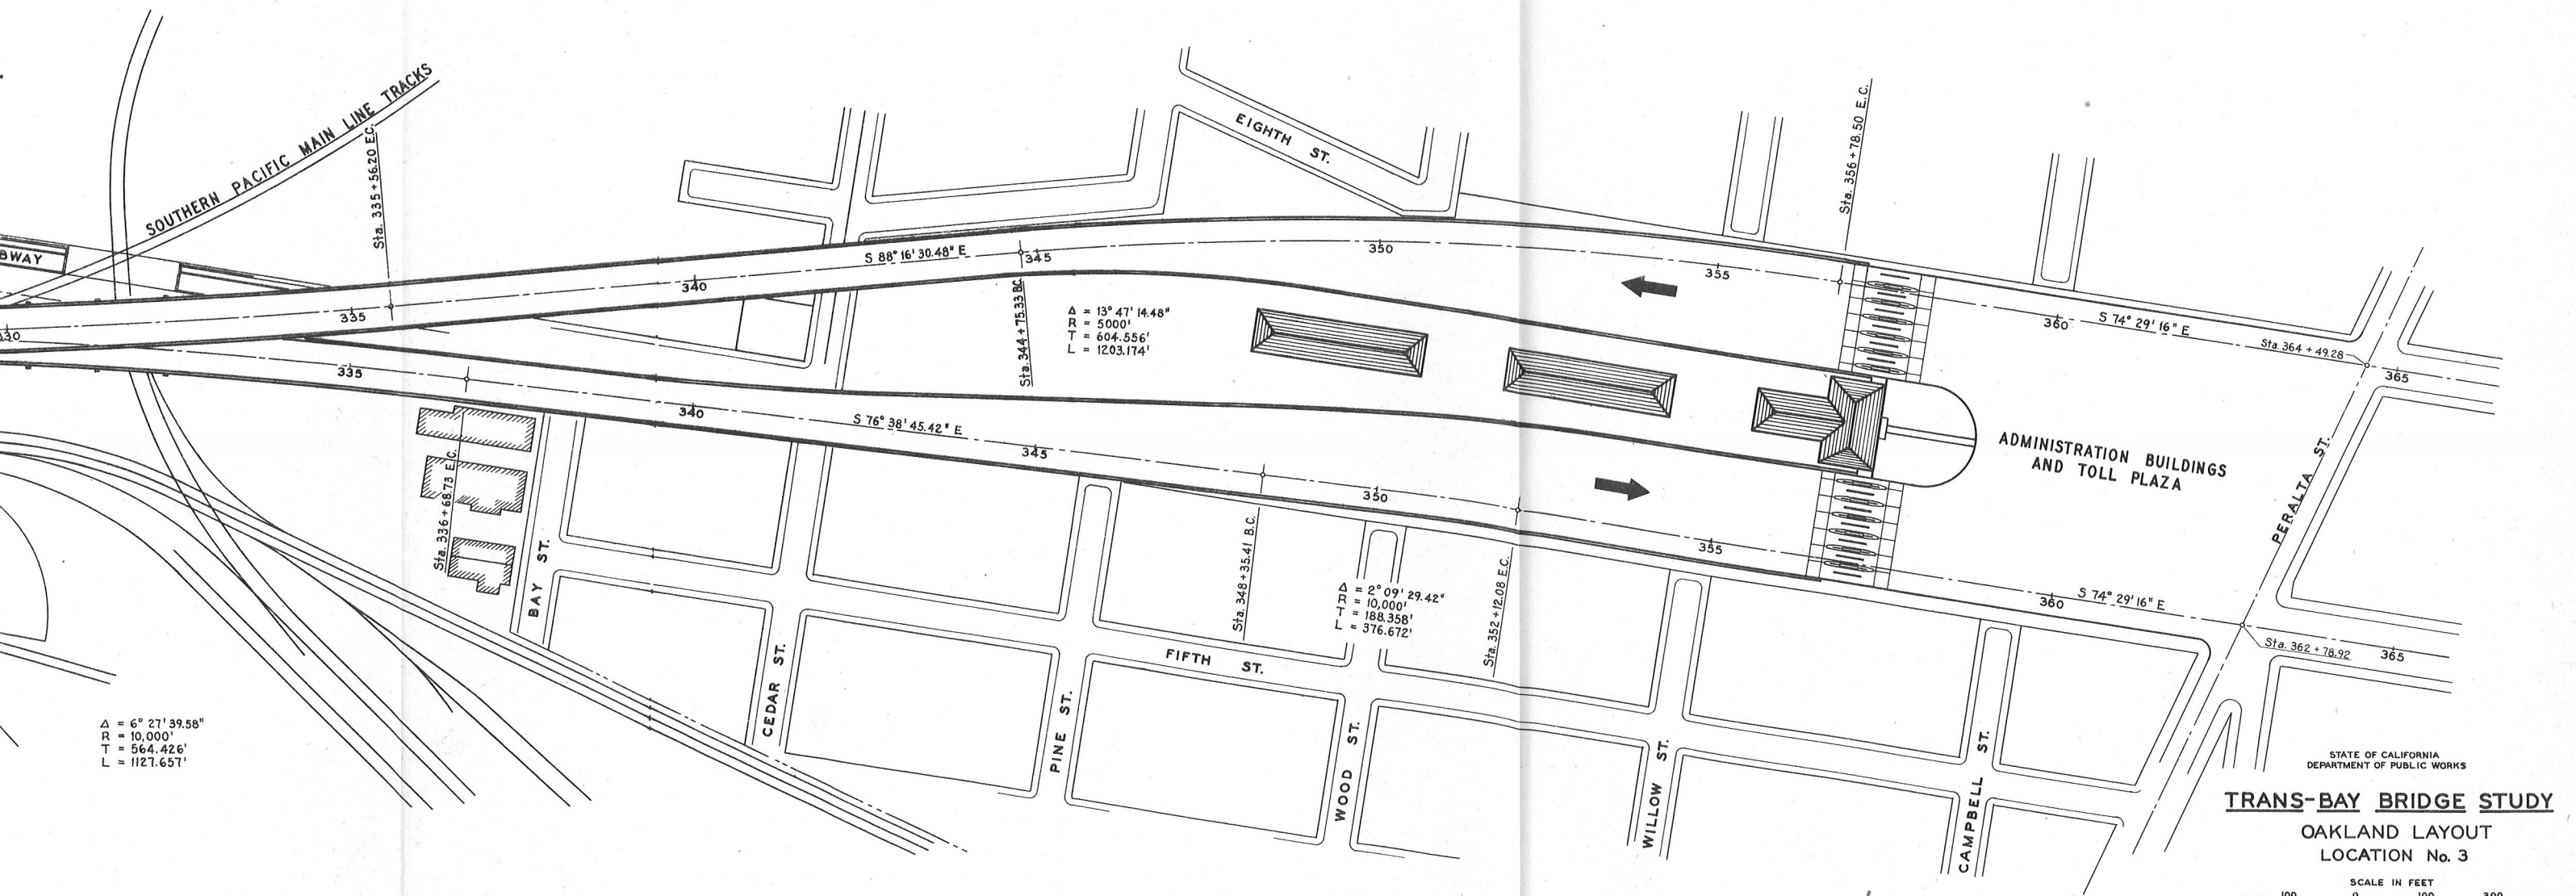 BWAY
SOUTHERN PACIFIC MAIN LINE TRACKS
Sta. 335+56.20 E.C.
EIGHTH ST.
Sta. 356+78.50 E.C.
330
335
340
S 88° 16' 30.48" E
345
350
355
360
S 74° 29' 16" E
Sta. 364+49.28
365
Sta. 344+75.33 B.C.
Δ = 13° 47' 14.48"
R = 5000'
T = 604.556'
L = 1203.174'
335
340
S 76° 38' 45.42" E
345
350
355
360
S 74° 29' 16" E
Sta. 362+78.92
365
ADMINISTRATION BUILDINGS
AND TOLL PLAZA
PERALTA ST.
Sta. 336+68.73 E.C.
BAY ST.
Sta. 348+35.41 B.C.
Δ = 2° 09' 29.42"
R = 10,000'
T = 188.358'
L = 376.672'
Sta. 352+12.08 E.C.
FIFTH ST.
CEDAR ST.
PINE ST.
WOOD ST.
WILLOW ST.
CAMPBELL ST.
Δ = 6° 27' 39.58"
R = 10,000'
T = 564.426'
L = 1127.657'
STATE OF CALIFORNIA
DEPARTMENT OF PUBLIC WORKS
TRANS-BAY BRIDGE STUDY
OAKLAND LAYOUT
LOCATION No. 3
SCALE IN FEET